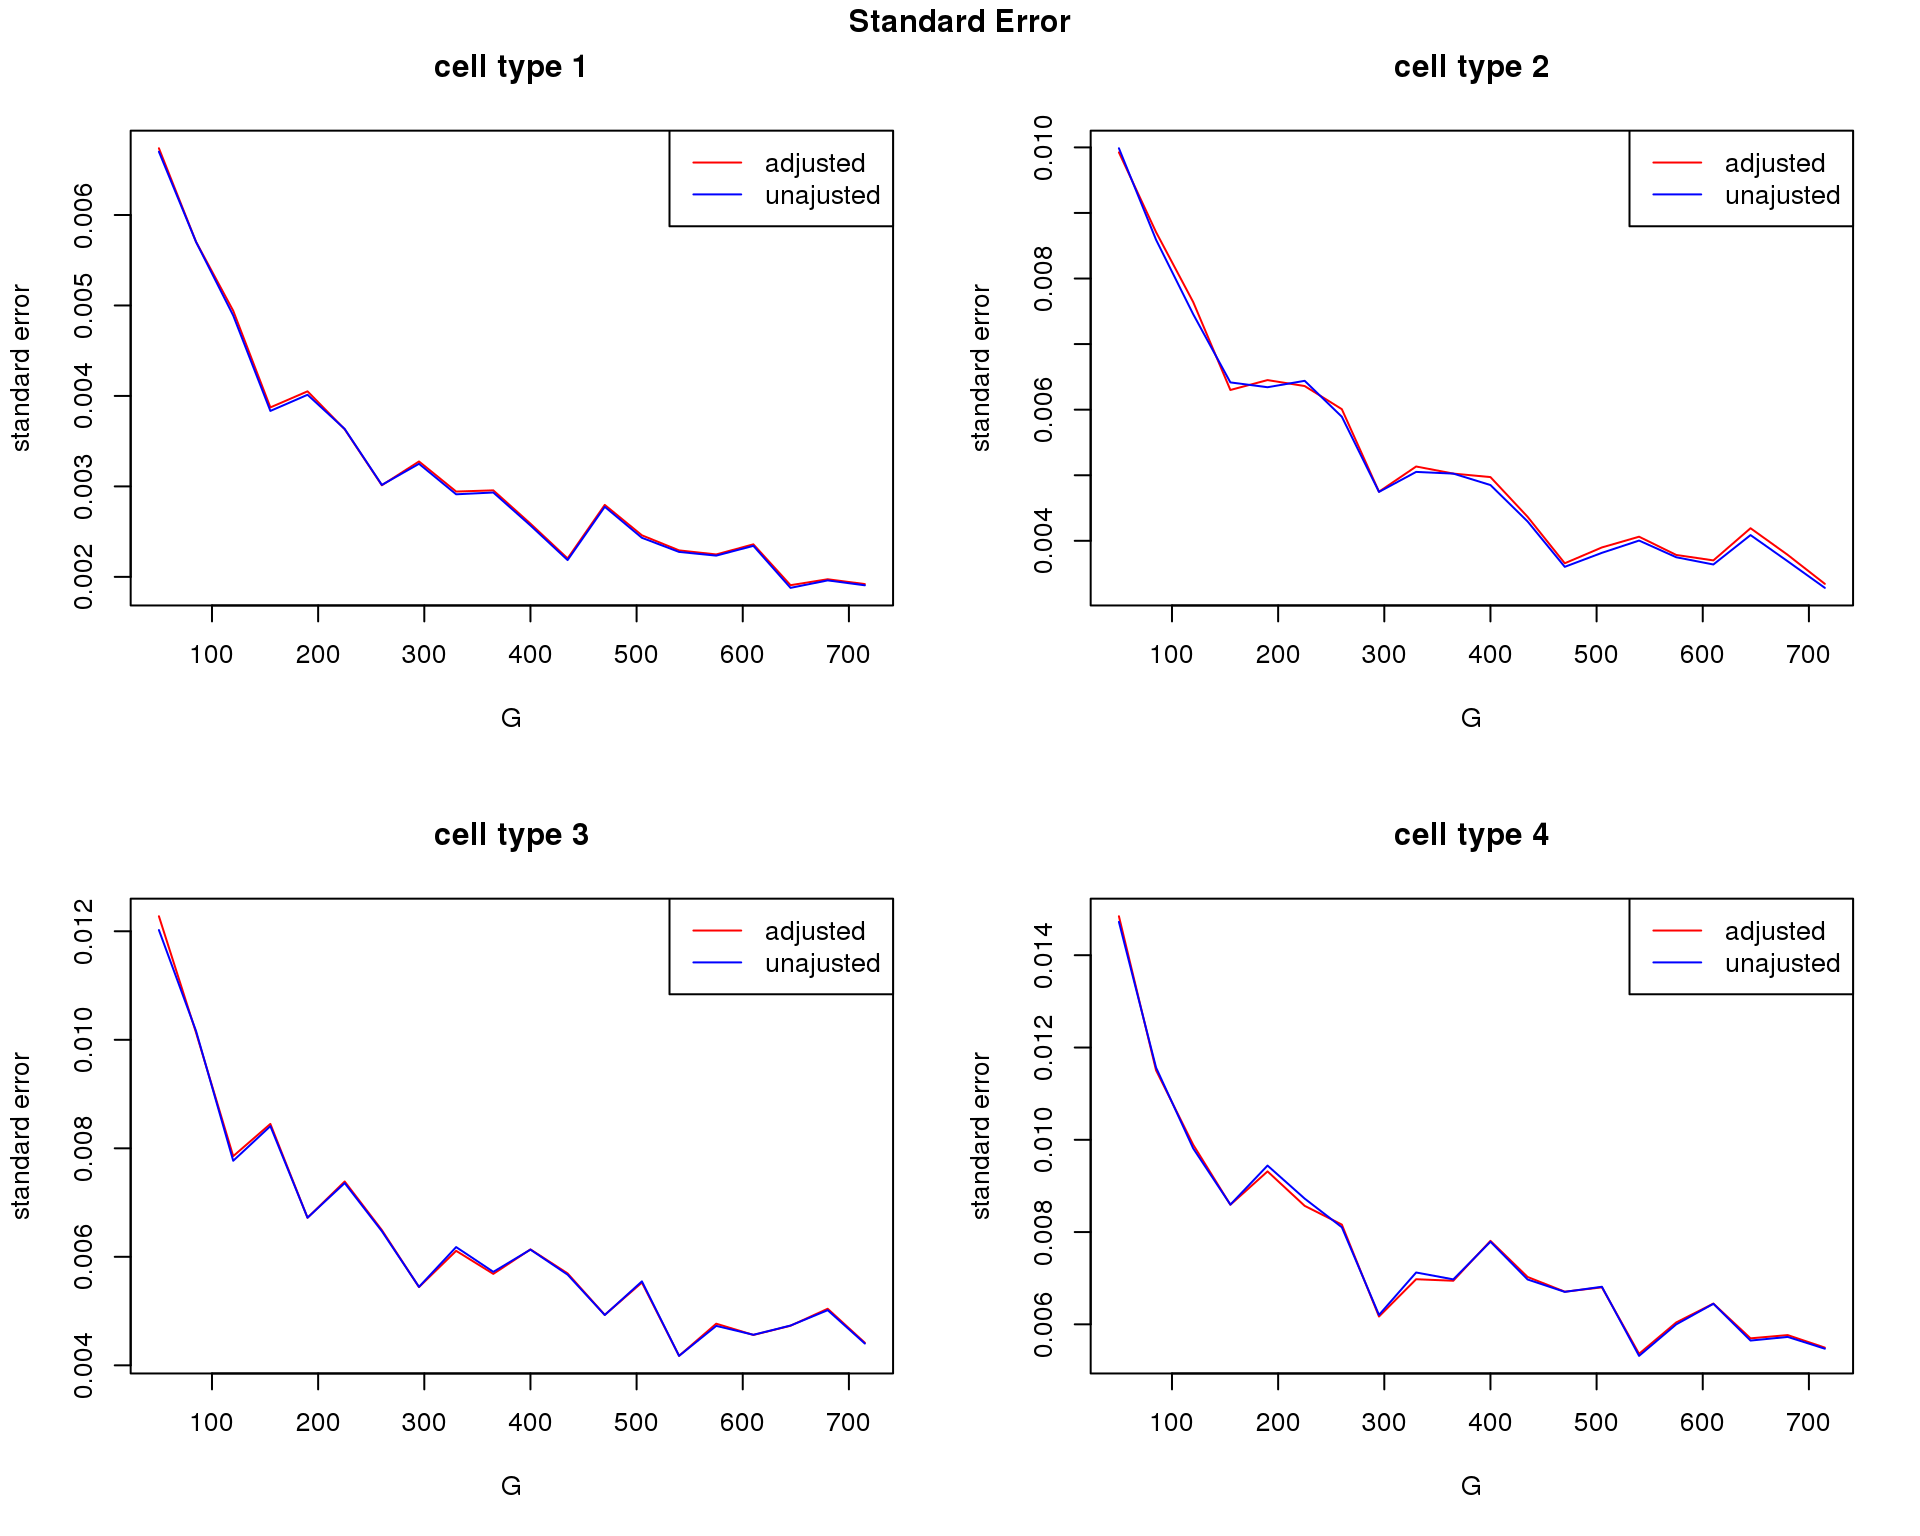 Standard Error
cell type 1
adjusted
unajusted
standard error
0.002 0.003 0.004 0.005 0.006
100 200 300 400 500 600 700
G
cell type 2
adjusted
unajusted
standard error
0.004 0.006 0.008 0.010
100 200 300 400 500 600 700
G
cell type 3
adjusted
unajusted
standard error
0.004 0.006 0.008 0.010 0.012
100 200 300 400 500 600 700
G
cell type 4
adjusted
unajusted
standard error
0.006 0.008 0.010 0.012 0.014
100 200 300 400 500 600 700
G